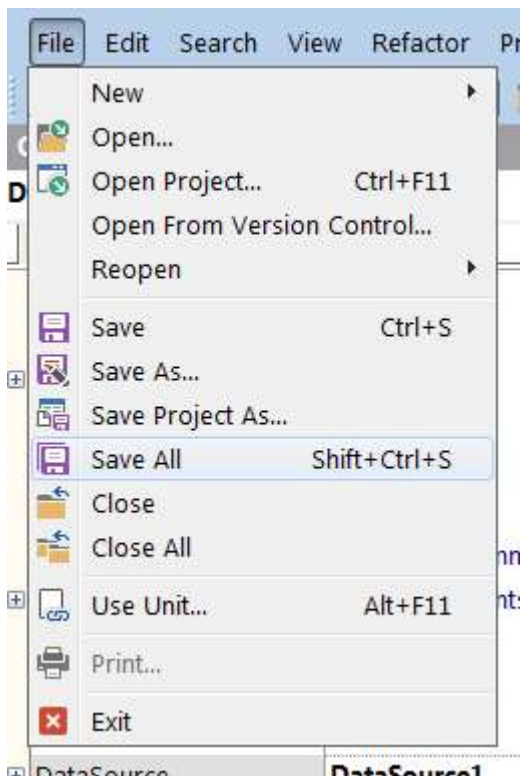 File Edit Search View Refactor
New
Open...
Open Project... Ctrl+F11
Open From Version Control...
Reopen
Save Ctrl+S
Save As...
Save Project As...
Save All Shift+Ctrl+S
Close
Close All
Use Unit... Alt+F11
Print...
Exit
DataSource DataSource1